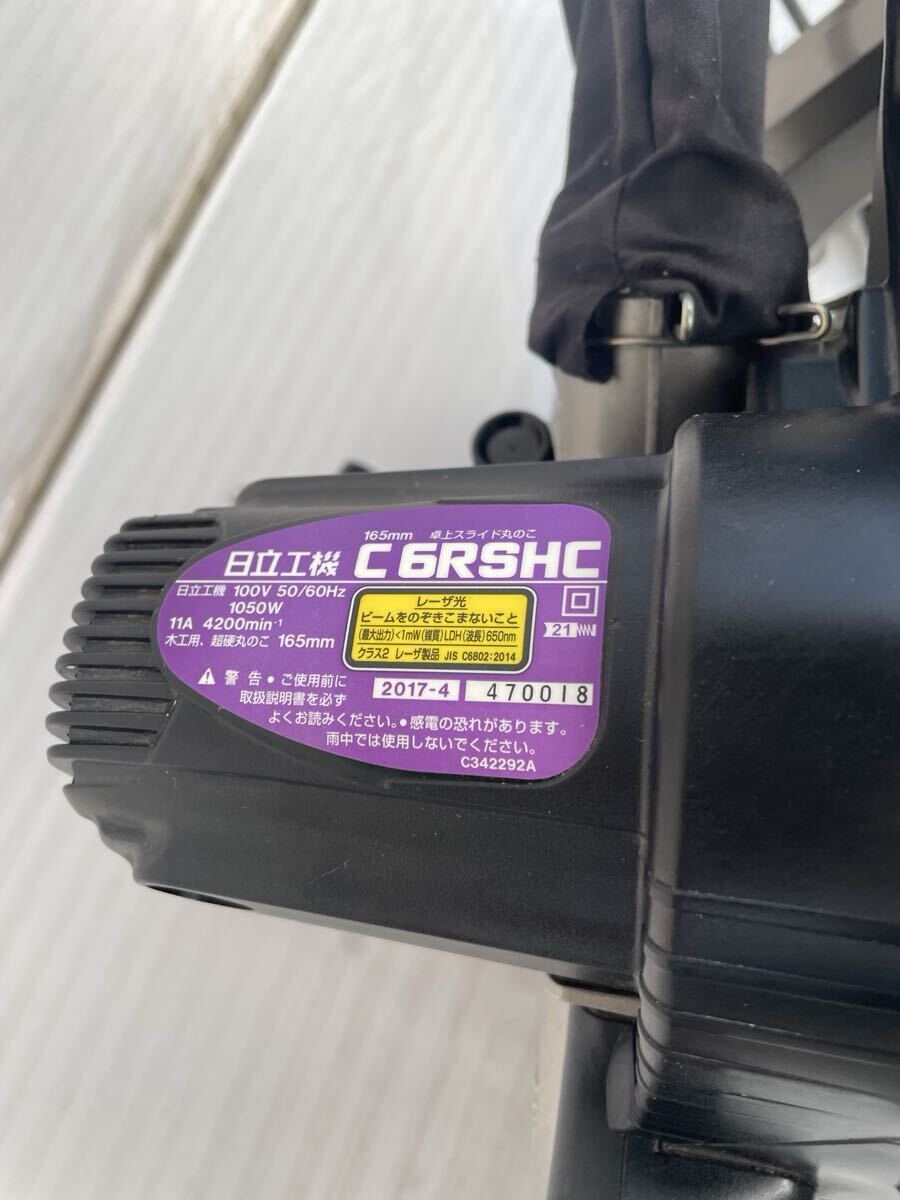 165mm 卓上スライド丸のこ
日立工機 C 6RSHC
日立工機 100V 50/60Hz
1050W
11A 4200min⁻¹
木工用、超硬丸のこ 165mm
レーザ光
ビームをのぞきこまないこと
(最大出力)<1mW(媒質)LDH(波長)650nm
クラス2 レーザ製品 JIS C6802:2014
21
警告・ご使用前に
取扱説明書を必ず
よくお読みください。●感電の恐れがあります。
雨中では使用しないでください。
2017-4 470018
C342292A